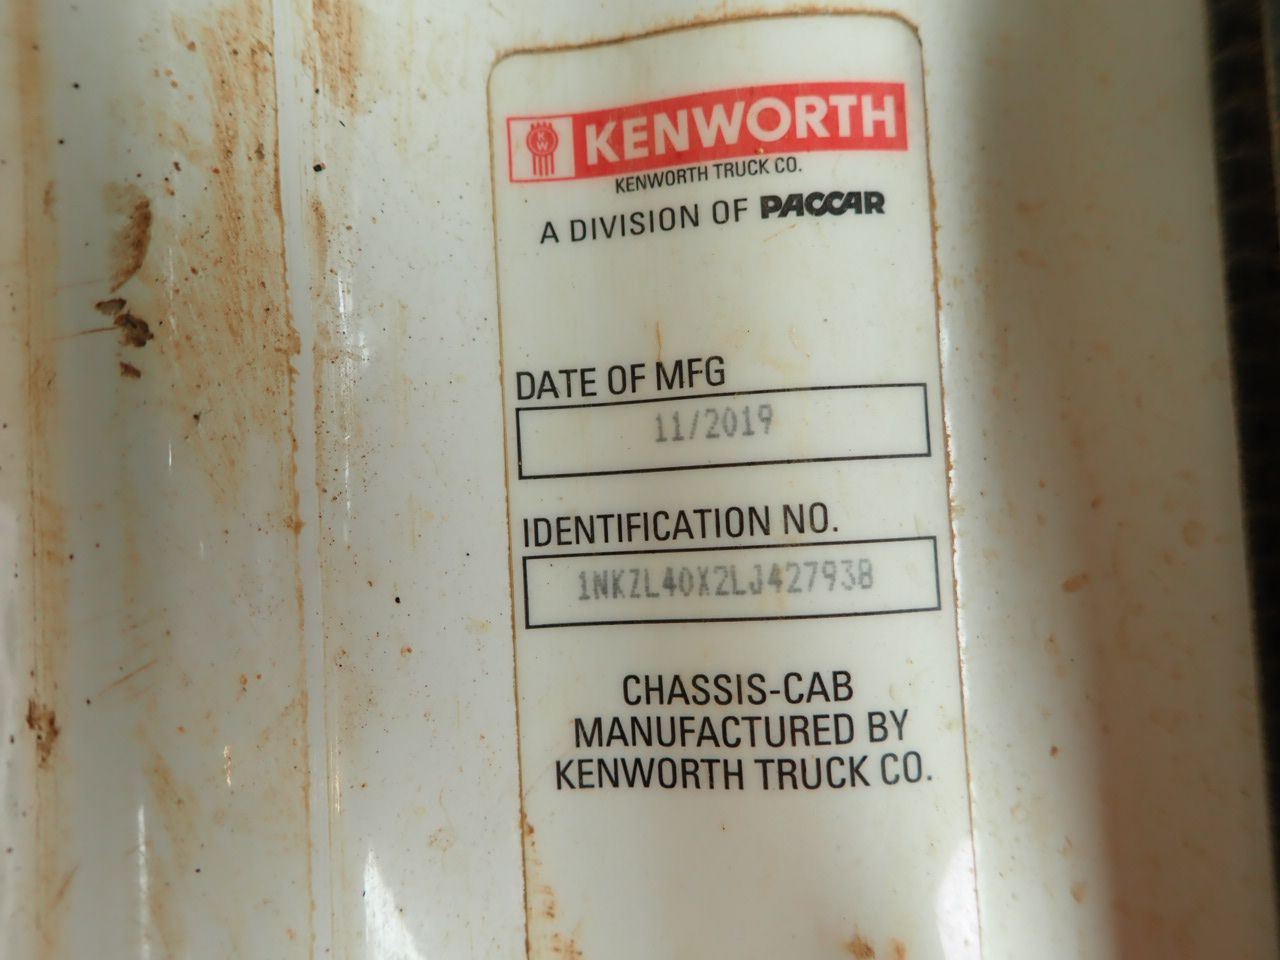 KW
KENWORTH
KENWORTH TRUCK CO.
A DIVISION OF PACCAR
DATE OF MFG
11/2019
IDENTIFICATION NO.
1NKZL40X2LJ427938
CHASSIS-CAB
MANUFACTURED BY
KENWORTH TRUCK CO.